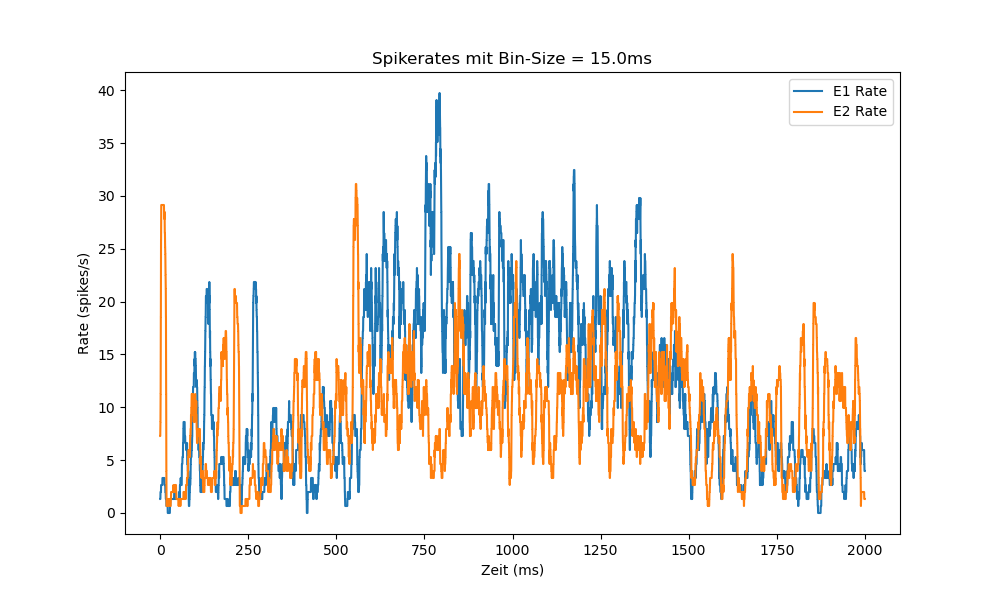 Spikerates mit Bin-Size = 15.0ms
E1 Rate
E2 Rate
Rate (spikes/s)
40
35
30
25
20
15
10
5
0
0 250 500 750 1000 1250 1500 1750 2000
Zeit (ms)